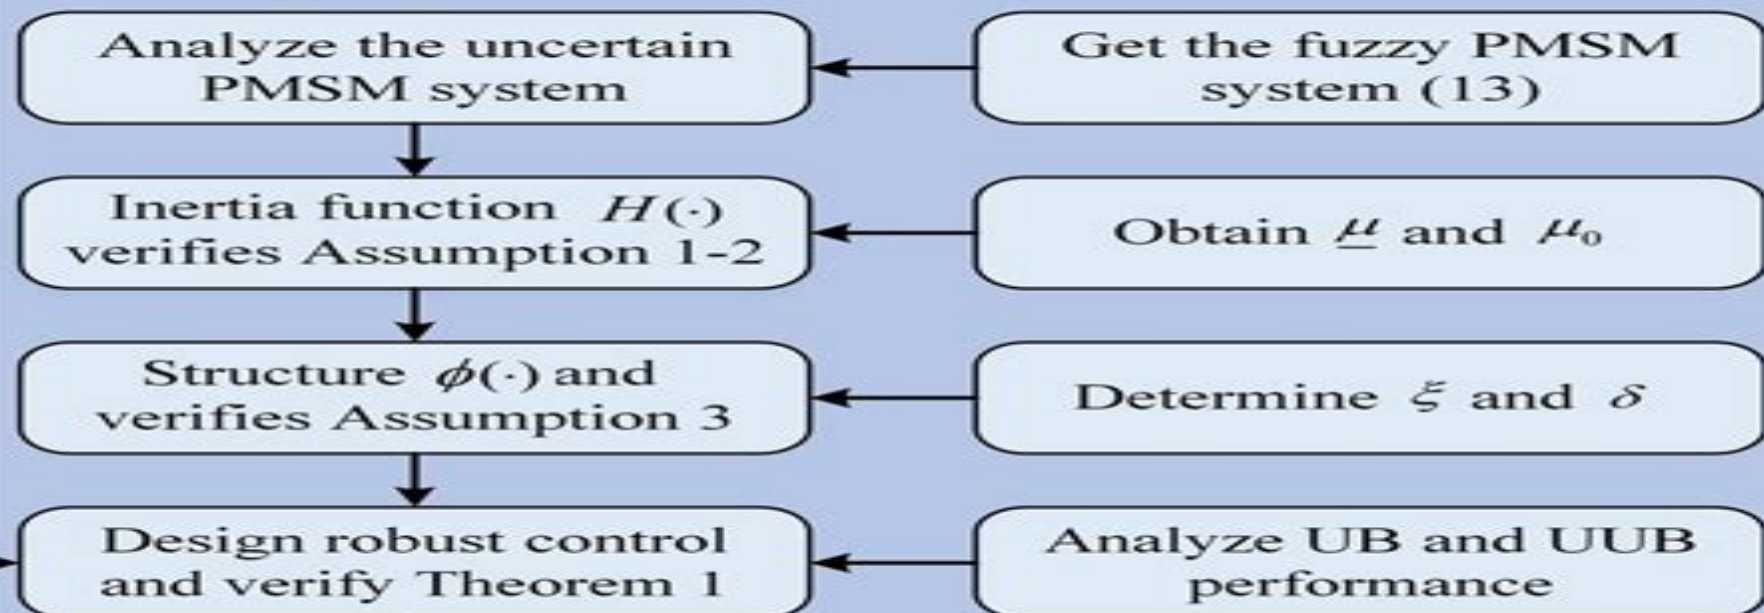 Analyze the uncertain
PMSM system
Get the fuzzy PMSM
system (13)
Inertia function H(·)
verifies Assumption 1-2
Obtain μ̲ and μ₀
Structure ϕ(·) and
verifies Assumption 3
Determine ξ and δ
Design robust control
and verify Theorem 1
Analyze UB and UUB
performance